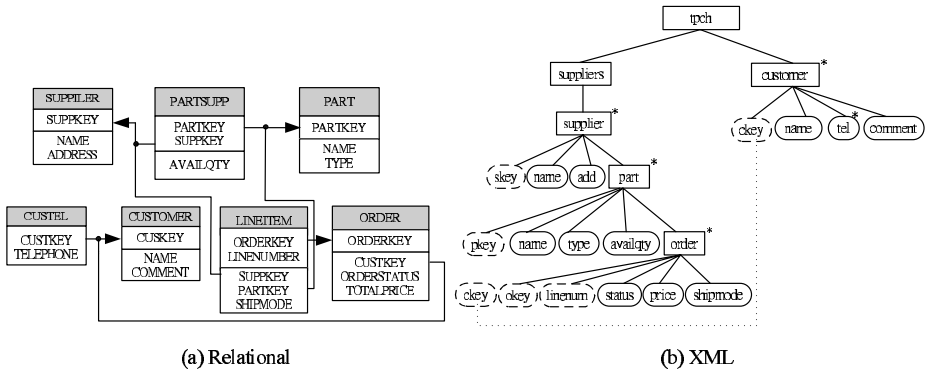 SUPPILER
SUPPKEY
NAME
ADDRESS
PARTSUPP
PARTKEY
SUPPKEY
AVAILQTY
PART
PARTKEY
NAME
TYPE
CUSTEL
CUSTKEY
TELEPHONE
CUSTOMER
CUSKEY
NAME
COMMENT
LINEITEM
ORDERKEY
LINENUMBER
SUPPKEY
PARTKEY
SHIPMODE
ORDER
ORDERKEY
CUSTKEY
ORDERSTATUS
TOTALPRICE
(a) Relational
tpch
suppliers
customer *
supplier *
ckey name tel * comment
skey name add part *
pkey name type availqty order *
ckey okey linenum status price shipmode
(b) XML